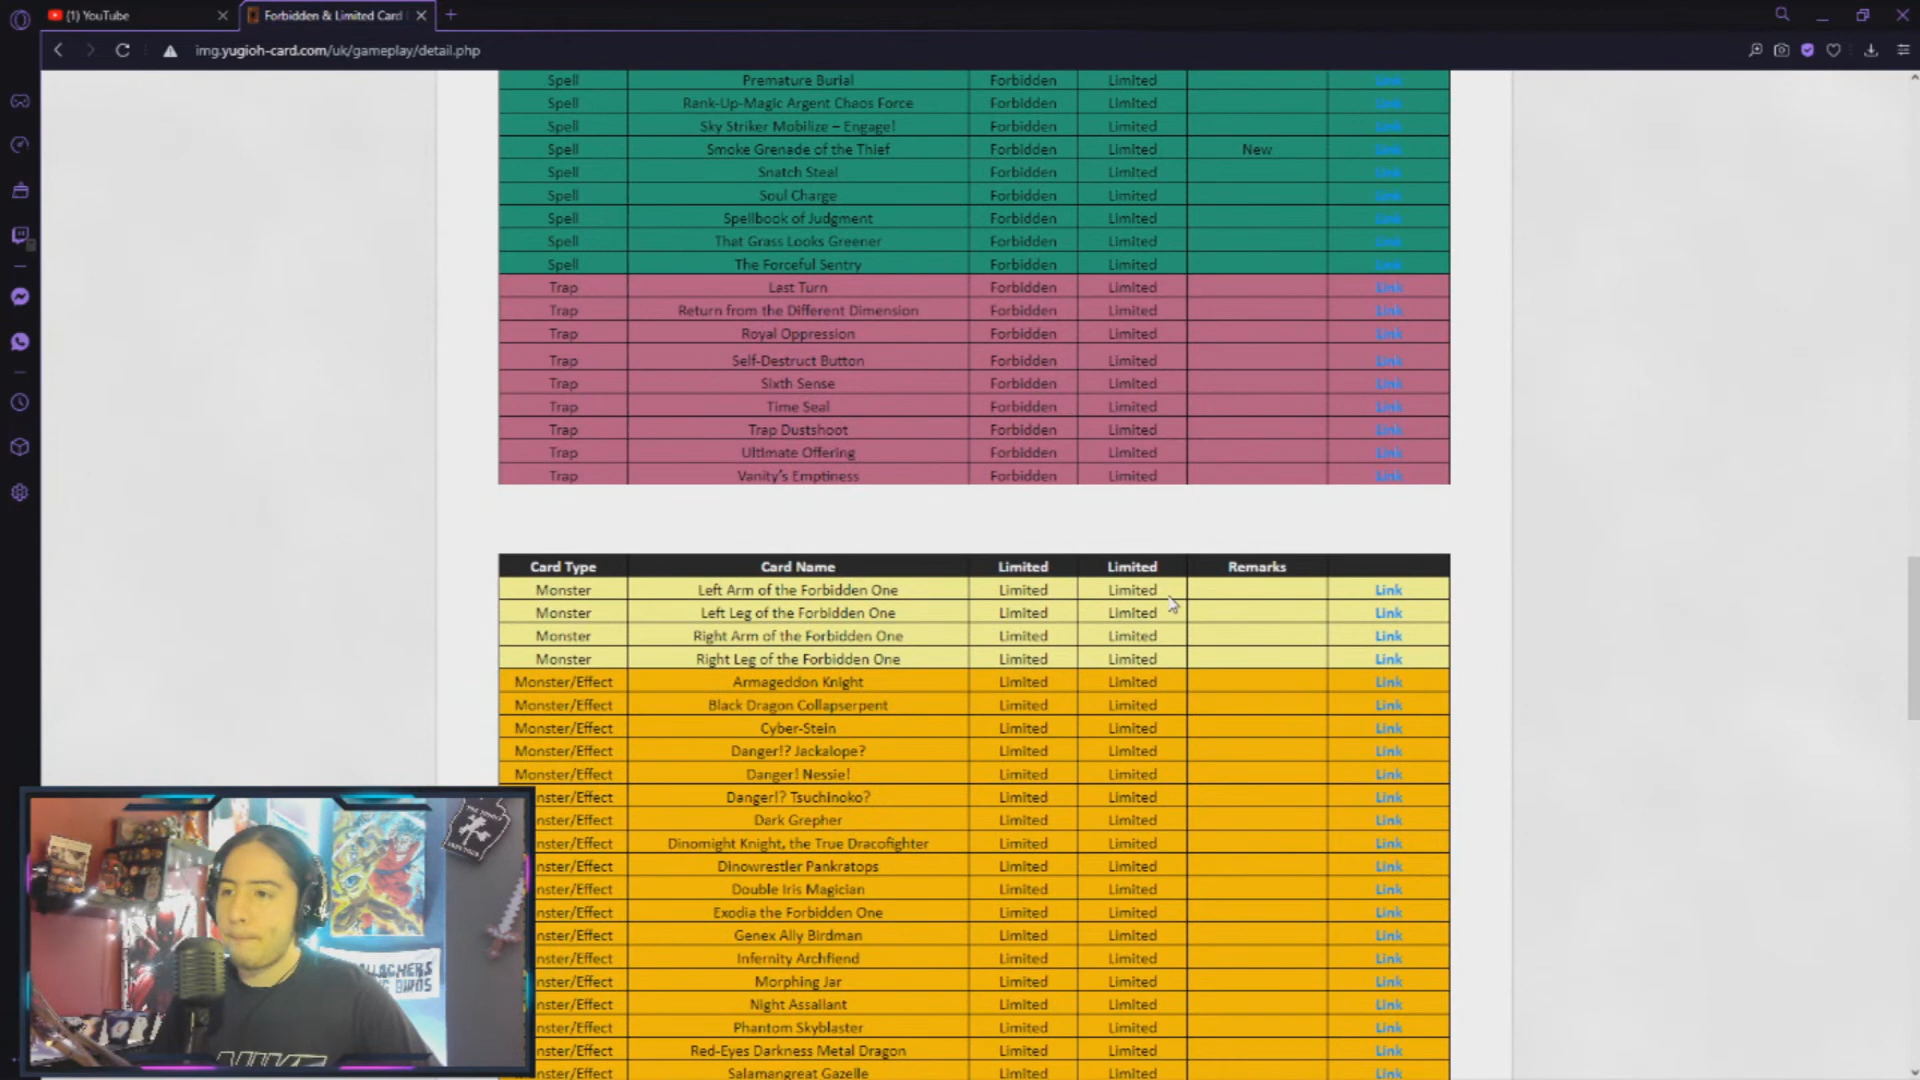 (1) YouTube
Forbidden & Limited Card
img.yugioh-card.com/uk/gameplay/detail.php
Spell Premature Burial Forbidden Limited Link
Spell Rank-Up-Magic Argent Chaos Force Forbidden Limited Link
Spell Sky Striker Mobilize – Engage! Forbidden Limited Link
Spell Smoke Grenade of the Thief Forbidden Limited New Link
Spell Snatch Steal Forbidden Limited Link
Spell Soul Charge Forbidden Limited Link
Spell Spellbook of Judgment Forbidden Limited Link
Spell That Grass Looks Greener Forbidden Limited Link
Spell The Forceful Sentry Forbidden Limited Link
Trap Last Turn Forbidden Limited Link
Trap Return from the Different Dimension Forbidden Limited Link
Trap Royal Oppression Forbidden Limited Link
Trap Self-Destruct Button Forbidden Limited Link
Trap Sixth Sense Forbidden Limited Link
Trap Time Seal Forbidden Limited Link
Trap Trap Dustshoot Forbidden Limited Link
Trap Ultimate Offering Forbidden Limited Link
Trap Vanity's Emptiness Forbidden Limited Link
Card Type Card Name Limited Limited Remarks
Monster Left Arm of the Forbidden One Limited Limited Link
Monster Left Leg of the Forbidden One Limited Limited Link
Monster Right Arm of the Forbidden One Limited Limited Link
Monster Right Leg of the Forbidden One Limited Limited Link
Monster/Effect Armageddon Knight Limited Limited Link
Monster/Effect Black Dragon Collapserpent Limited Limited Link
Monster/Effect Cyber-Stein Limited Limited Link
Monster/Effect Danger!? Jackalope? Limited Limited Link
Monster/Effect Danger! Nessie! Limited Limited Link
nster/Effect Danger!? Tsuchinoko? Limited Limited Link
nster/Effect Dark Grepher Limited Limited Link
nster/Effect Dinomight Knight, the True Dracofighter Limited Limited Link
nster/Effect Dinowrestler Pankratops Limited Limited Link
nster/Effect Double Iris Magician Limited Limited Link
nster/Effect Exodia the Forbidden One Limited Limited Link
nster/Effect Genex Ally Birdman Limited Limited Link
nster/Effect Infernity Archfiend Limited Limited Link
nster/Effect Morphing Jar Limited Limited Link
nster/Effect Night Assailant Limited Limited Link
nster/Effect Phantom Skyblaster Limited Limited Link
nster/Effect Red-Eyes Darkness Metal Dragon Limited Limited Link
nster/Effect Salamangreat Gazelle Limited Limited Link